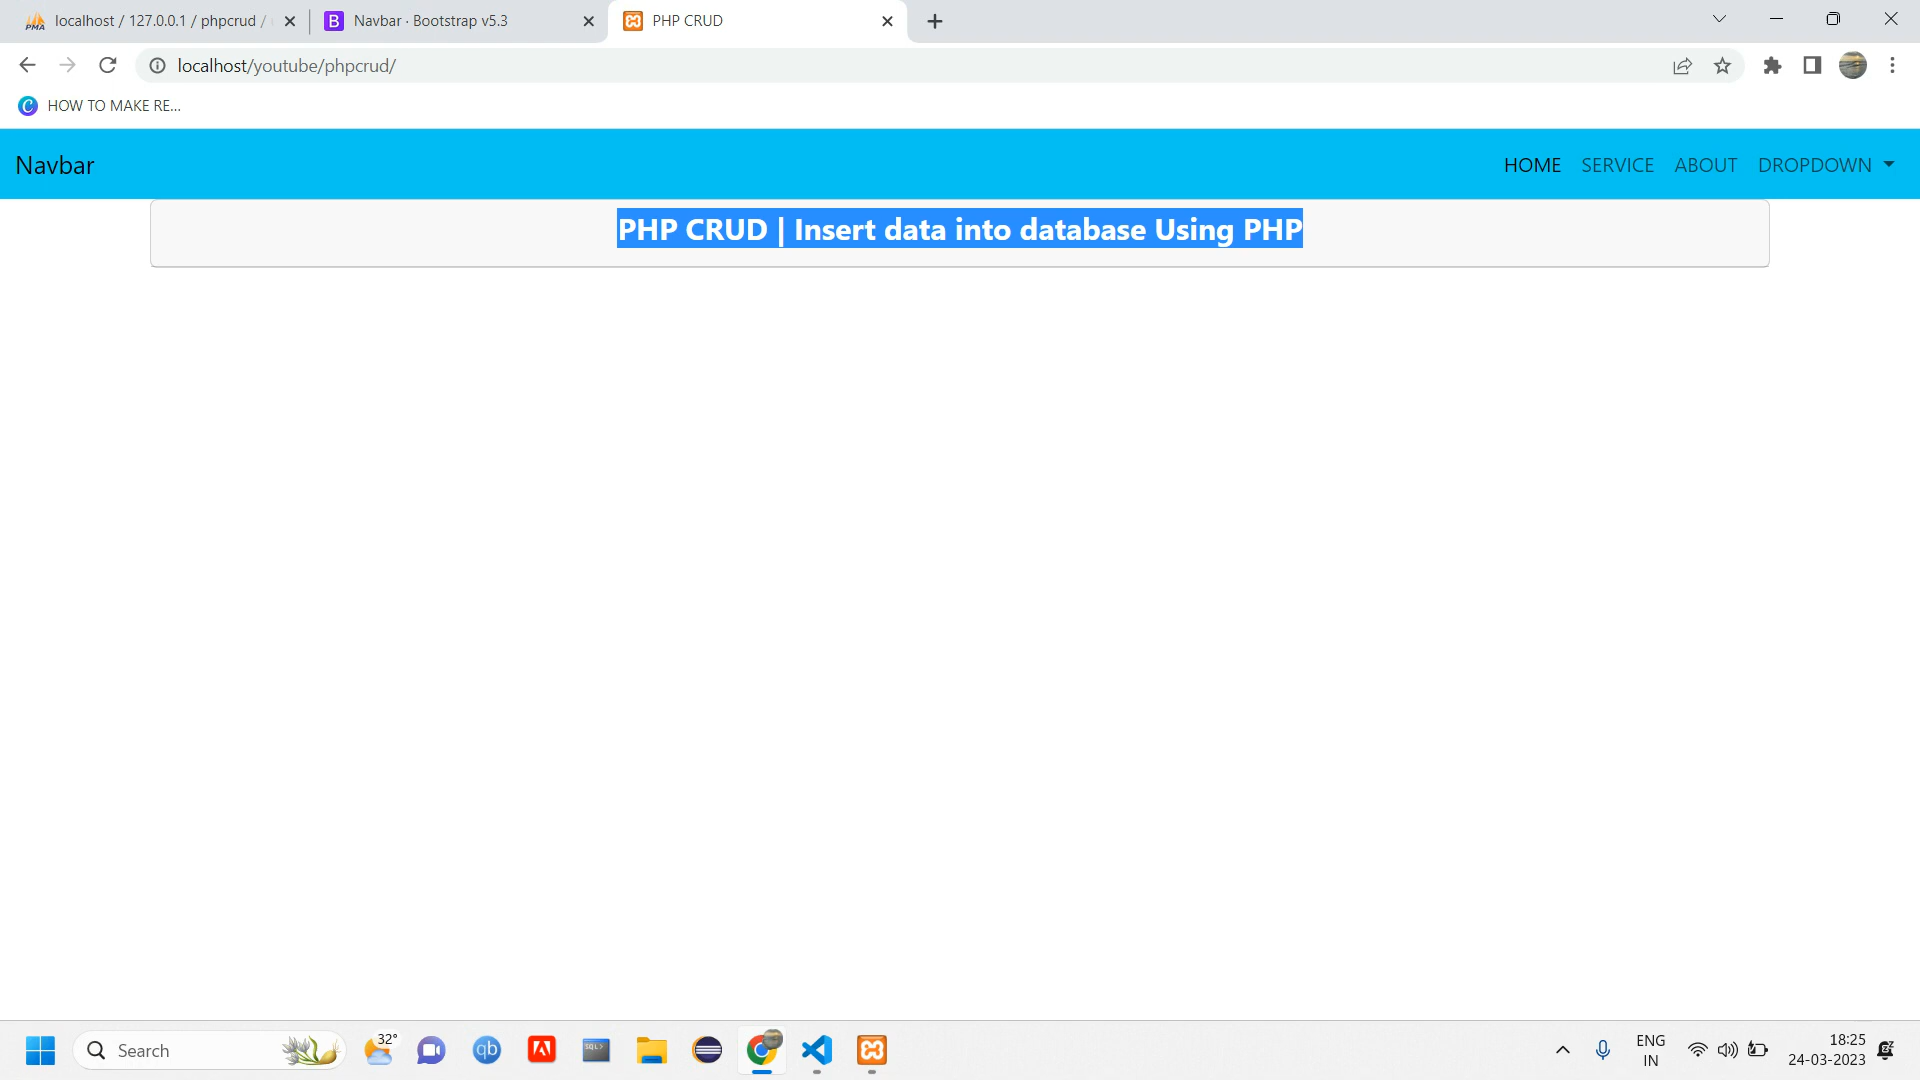 localhost / 127.0.0.1 / phpcrud /
Navbar · Bootstrap v5.3
PHP CRUD
localhost/youtube/phpcrud/
HOW TO MAKE RE...
Navbar
HOME
SERVICE
ABOUT
DROPDOWN
PHP CRUD | Insert data into database Using PHP
Search
32°
ENG
IN
18:25
24-03-2023